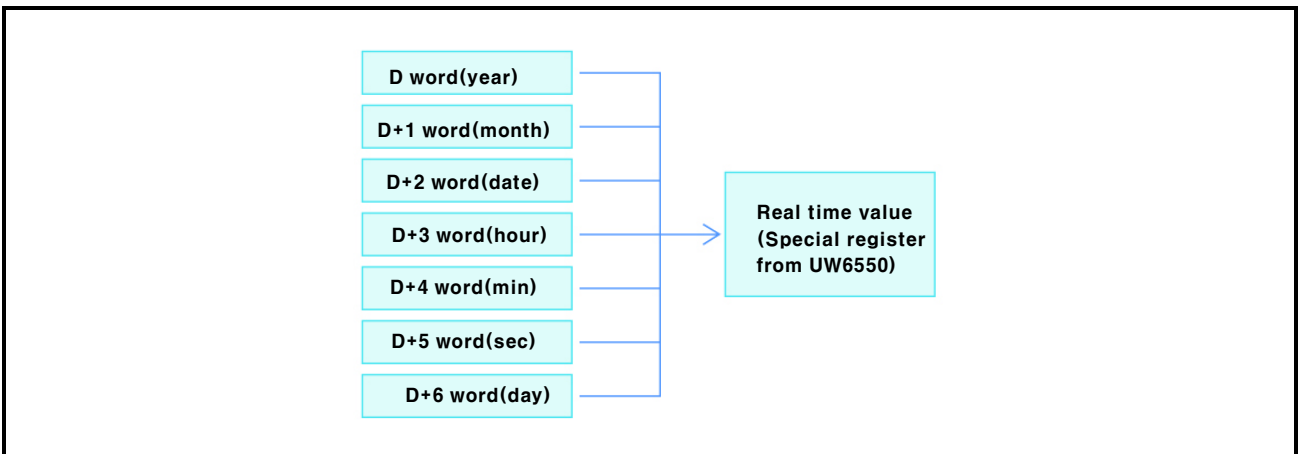 D word(year)
D+1 word(month)
D+2 word(date)
D+3 word(hour)
D+4 word(min)
D+5 word(sec)
D+6 word(day)
Real time value
(Special register
from UW6550)